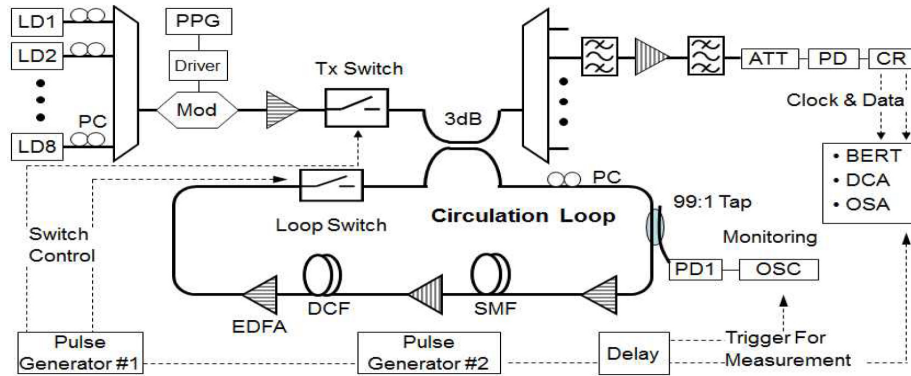 LD1
PPG
LD2
Driver
Tx Switch
ATT
PD
CR
PC
Mod
3dB
Clock & Data
LD8
• BERT
• DCA
• OSA
PC
Loop Switch
Circulation Loop
99:1 Tap
Switch
Control
Monitoring
PD1
OSC
EDFA
DCF
SMF
Pulse
Generator #1
Pulse
Generator #2
Delay
Trigger For
Measurement